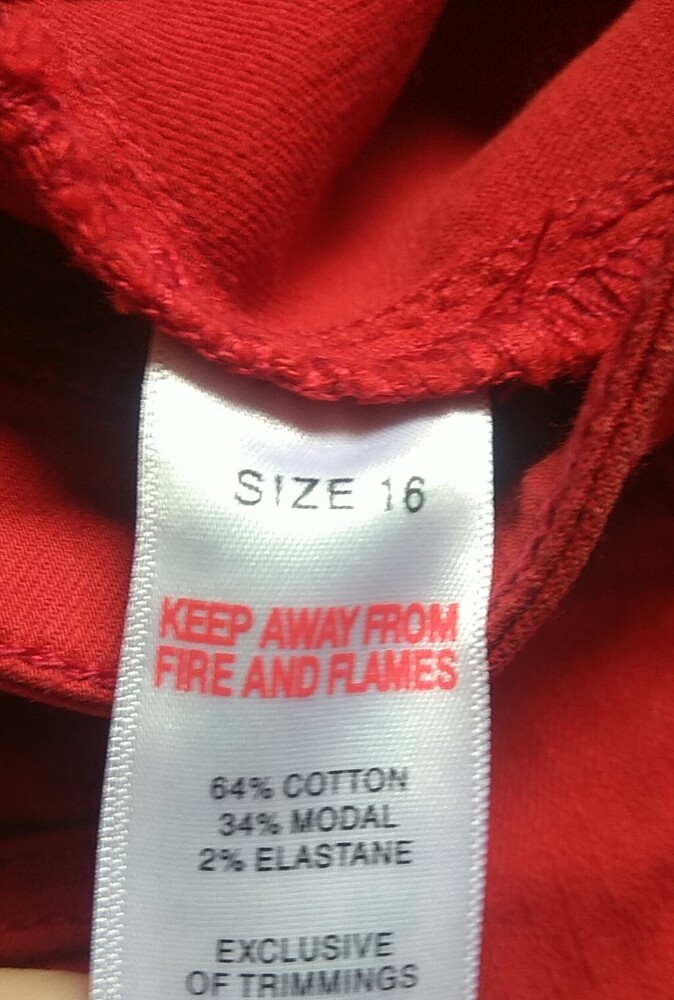 SIZE 16
KEEP AWAY FROM
FIRE AND FLAMES
64% COTTON
34% MODAL
2% ELASTANE
EXCLUSIVE
OF TRIMMINGS